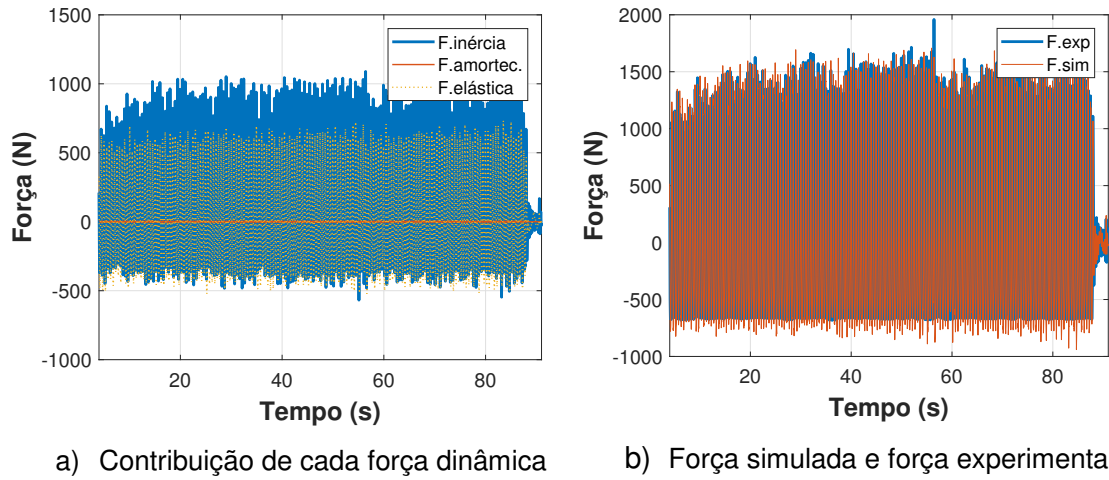 1500
1000
500
0
-500
-1000
Força (N)
F.inércia
F.amortec.
F.elástica
20
40
60
80
Tempo (s)
a) Contribuição de cada força dinâmica
2000
1500
1000
500
0
-500
-1000
Força (N)
F.exp
F.sim
20
40
60
80
Tempo (s)
b) Força simulada e força experimenta